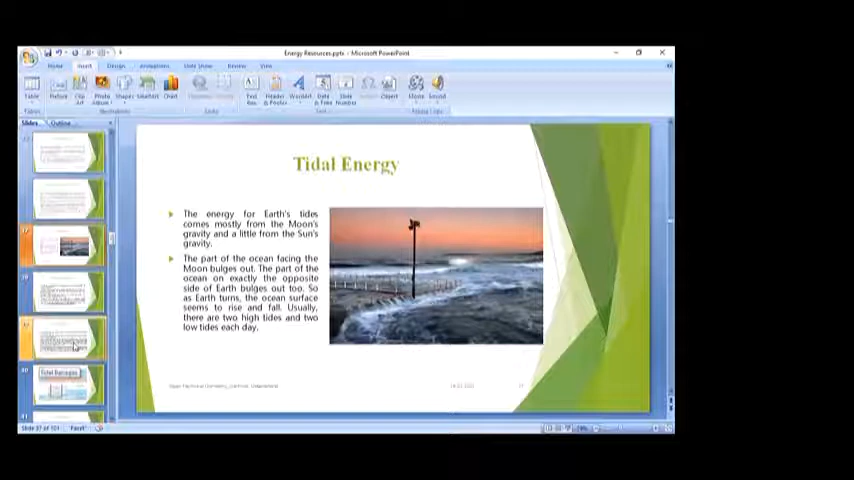 Energy Resources.pptx - Microsoft PowerPoint
Home Insert Design Animations Slide Show Review View
Table Picture Clip Art Photo Album Shapes SmartArt Chart Text Box Header & Footer WordArt Date & Time Slide Number Object Movie Sound
Slides Outline
Tidal Energy
The energy for Earth's tides
comes mostly from the Moon's
gravity and a little from the Sun's
gravity.
The part of the ocean facing the
Moon bulges out. The part of the
ocean on exactly the opposite
side of Earth bulges out too. So
as Earth turns, the ocean surface
seems to rise and fall. Usually,
there are two high tides and two
low tides each day.
Tidal Barrages
Slide 37 of 101